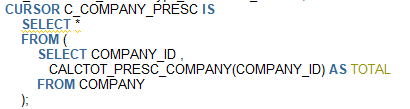 CURSOR C_COMPANY_PRESC IS
SELECT *
FROM (
SELECT COMPANY_ID ,
CALCTOT_PRESC_COMPANY(COMPANY_ID) AS TOTAL
FROM COMPANY
);